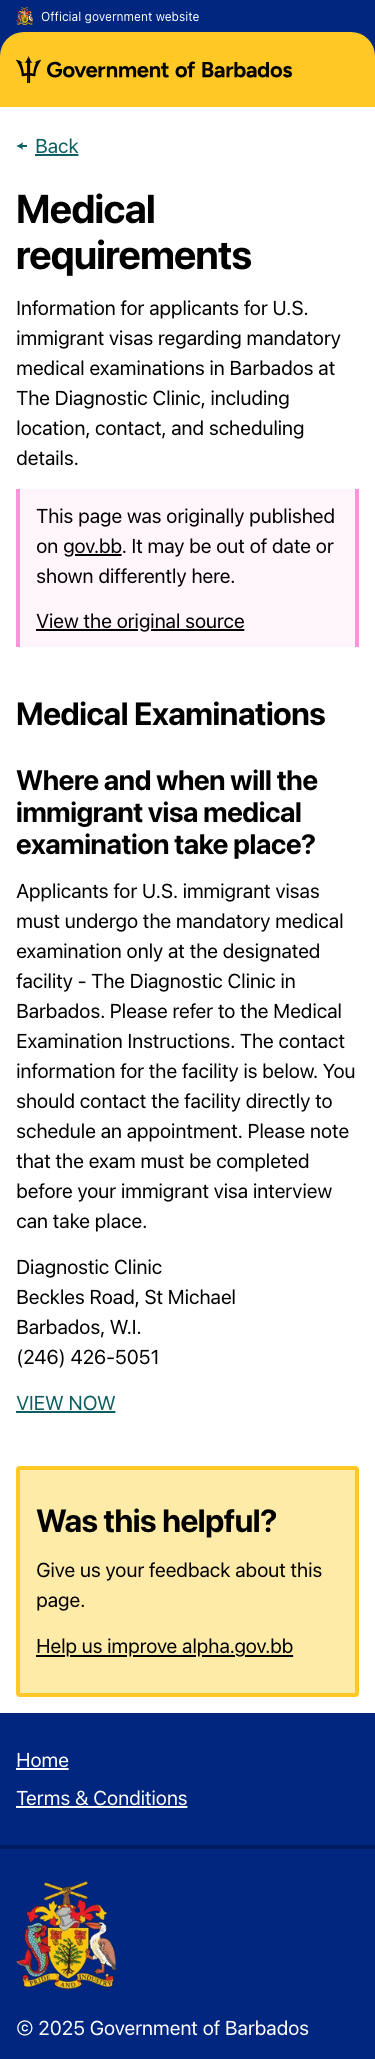 Official government website
Government of Barbados
Back
Medical
requirements
Information for applicants for U.S.
immigrant visas regarding mandatory
medical examinations in Barbados at
The Diagnostic Clinic, including
location, contact, and scheduling
details.
This page was originally published
on gov.bb. It may be out of date or
shown differently here.
View the original source
Medical Examinations
Where and when will the
immigrant visa medical
examination take place?
Applicants for U.S. immigrant visas
must undergo the mandatory medical
examination only at the designated
facility - The Diagnostic Clinic in
Barbados. Please refer to the Medical
Examination Instructions. The contact
information for the facility is below. You
should contact the facility directly to
schedule an appointment. Please note
that the exam must be completed
before your immigrant visa interview
can take place.
Diagnostic Clinic
Beckles Road, St Michael
Barbados, W.I.
(246) 426-5051
VIEW NOW
Was this helpful?
Give us your feedback about this
page.
Help us improve alpha.gov.bb
Home
Terms & Conditions
PRIDE AND INDUSTRY
© 2025 Government of Barbados